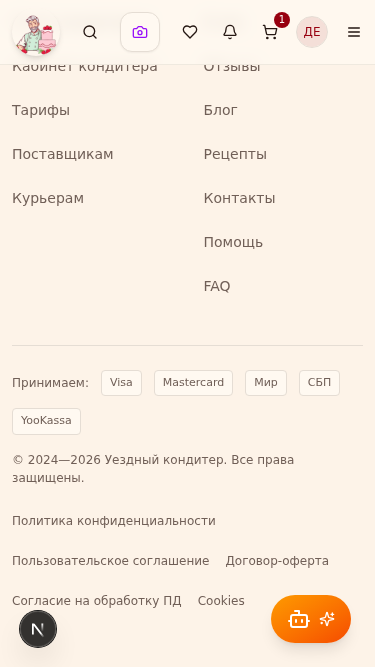 1
ДЕ
Кабинет кондитера
Отзывы
Тарифы
Блог
Поставщикам
Рецепты
Курьерам
Контакты
Помощь
FAQ
Принимаем: Visa Mastercard Мир СБП
YooKassa
© 2024—2026 Уездный кондитер. Все права
защищены.
Политика конфиденциальности
Пользовательское соглашение Договор-оферта
Согласие на обработку ПД Cookies
N